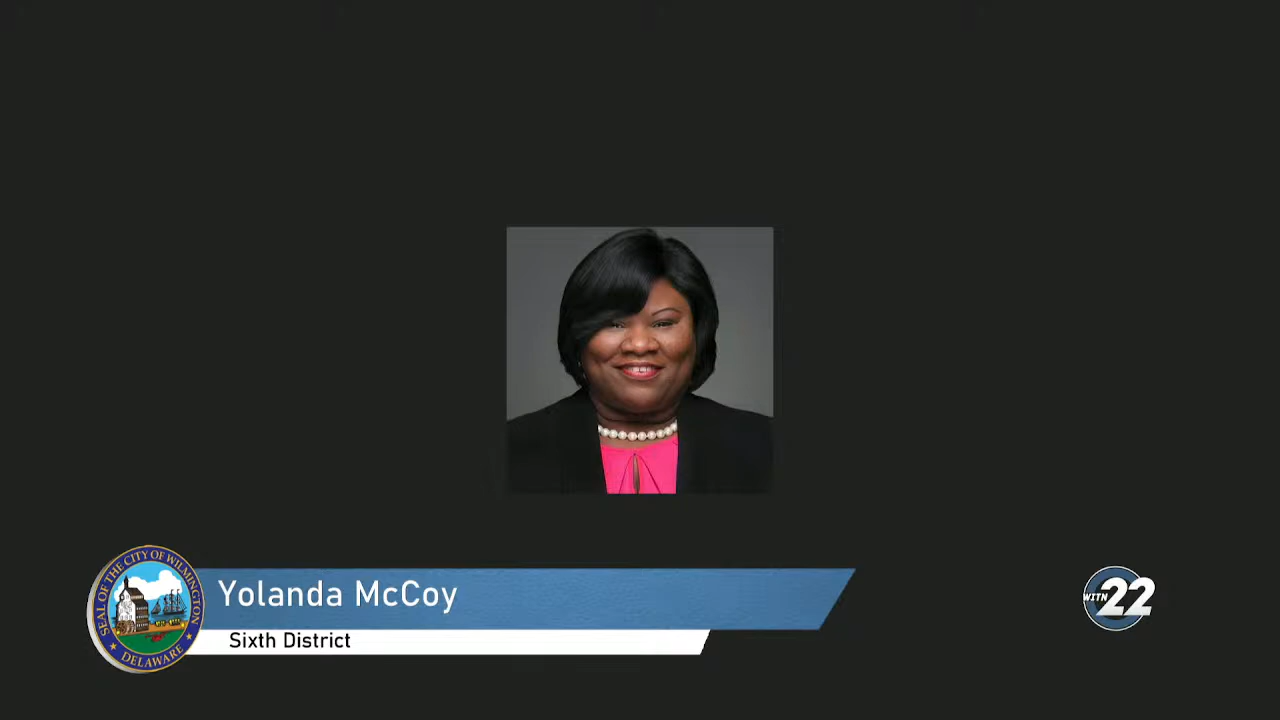 Yolanda McCoy
Sixth District
SEAL OF THE CITY OF WILMINGTON
DELAWARE
WITN
22